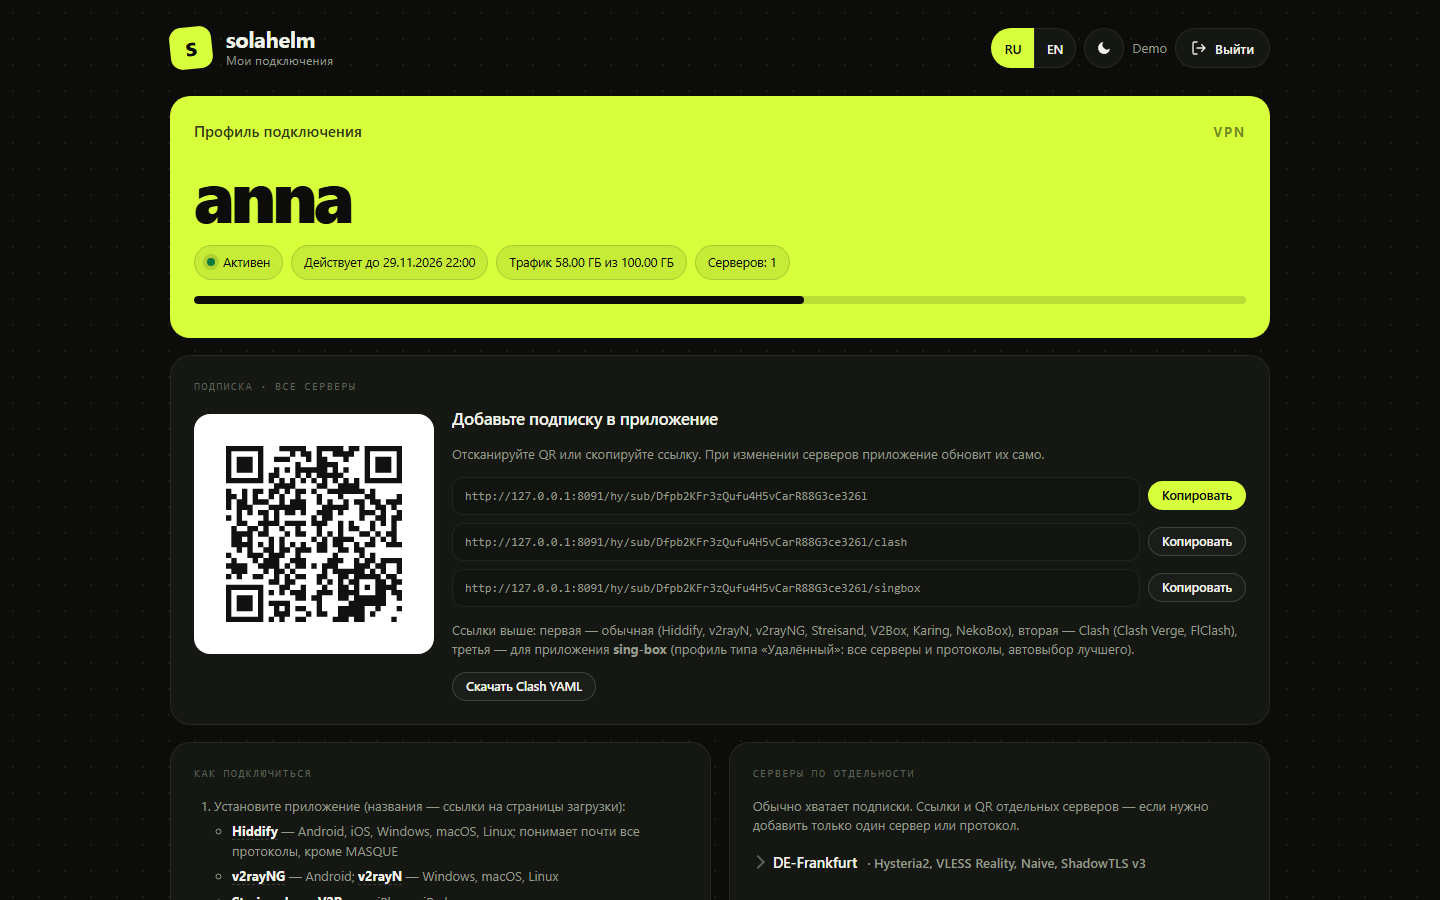 S
solahelm
Мои подключения
RU EN Demo Выйти
Профиль подключения
VPN
anna
Активен
Действует до 29.11.2026 22:00
Трафик 58.00 ГБ из 100.00 ГБ
Серверов: 1
ПОДПИСКА · ВСЕ СЕРВЕРЫ
Добавьте подписку в приложение
Отсканируйте QR или скопируйте ссылку. При изменении серверов приложение обновит их само.
http://127.0.0.1:8091/hy/sub/Dfpb2KFr3zQufu4H5vCarR88G3ce326l
Копировать
http://127.0.0.1:8091/hy/sub/Dfpb2KFr3zQufu4H5vCarR88G3ce326l/clash
Копировать
http://127.0.0.1:8091/hy/sub/Dfpb2KFr3zQufu4H5vCarR88G3ce326l/singbox
Копировать
Ссылки выше: первая — обычная (Hiddify, v2rayN, v2rayNG, Streisand, V2Box, Karing, NekoBox), вторая — Clash (Clash Verge, FlClash),
третья — для приложения sing-box (профиль типа «Удалённый»: все серверы и протоколы, автовыбор лучшего).
Скачать Clash YAML
КАК ПОДКЛЮЧИТЬСЯ
1. Установите приложение (названия — ссылки на страницы загрузки):
Hiddify — Android, iOS, Windows, macOS, Linux; понимает почти все
протоколы, кроме MASQUE
v2rayNG — Android; v2rayN — Windows, macOS, Linux
СЕРВЕРЫ ПО ОТДЕЛЬНОСТИ
Обычно хватает подписки. Ссылки и QR отдельных серверов — если нужно
добавить только один сервер или протокол.
DE-Frankfurt · Hysteria2, VLESS Reality, Naive, ShadowTLS v3